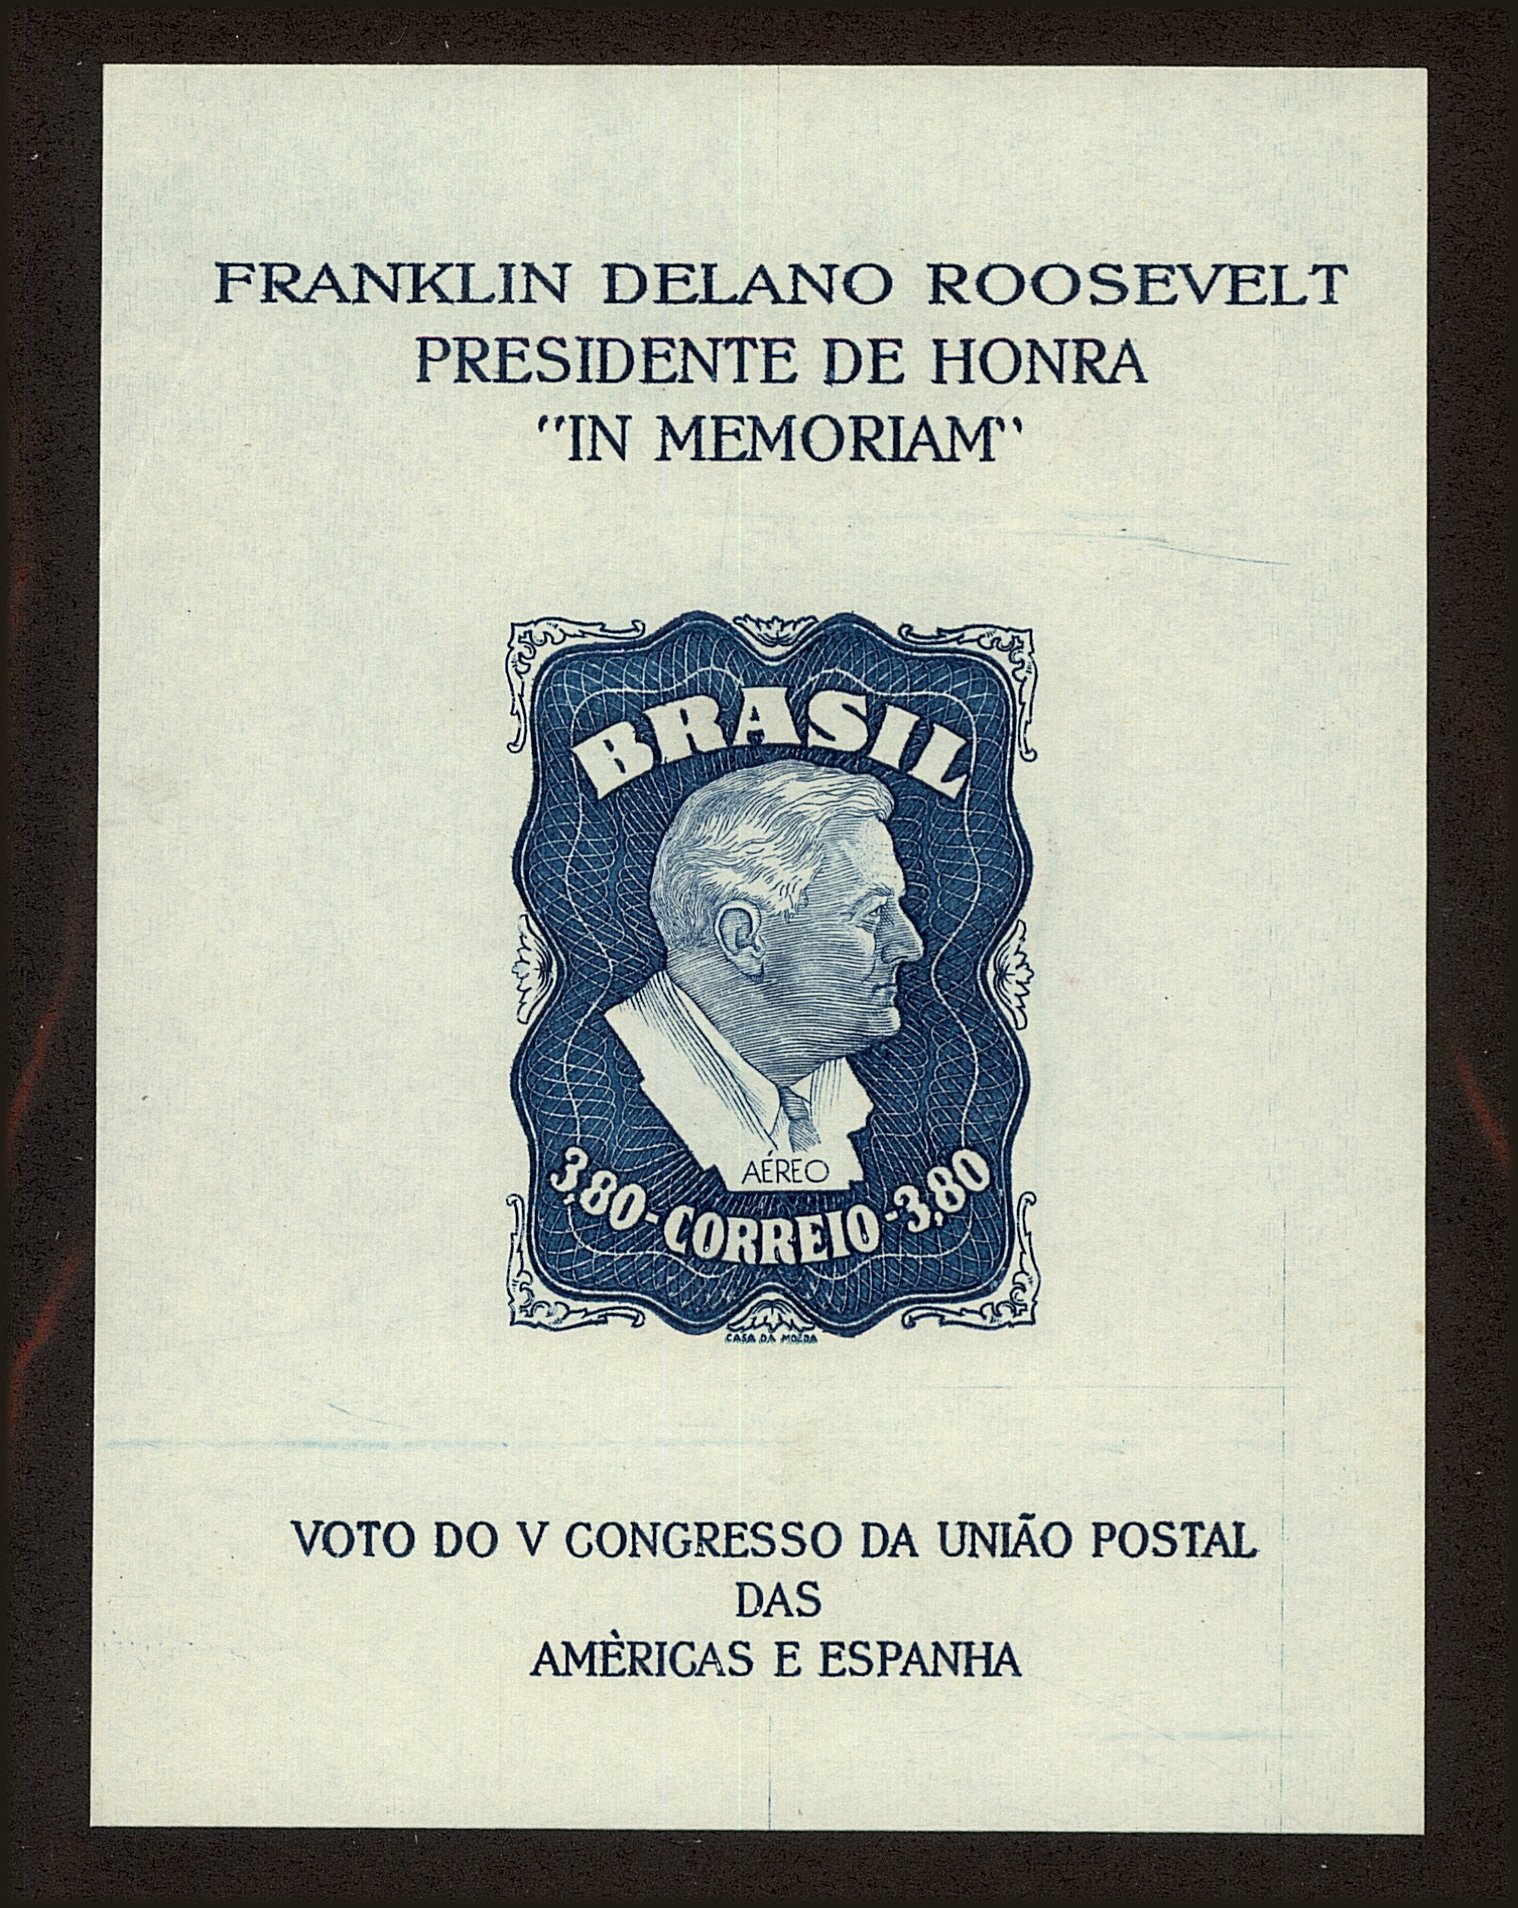 FRANKLIN DELANO ROOSEVELT
PRESIDENTE DE HONRA
"IN MEMORIAM"
BRASIL
AÉREO
3,80-CORREIO-3,80
CASA DA MOEDA
VOTO DO V CONGRESSO DA UNIÃO POSTAL
DAS
AMÈRICAS E ESPANHA